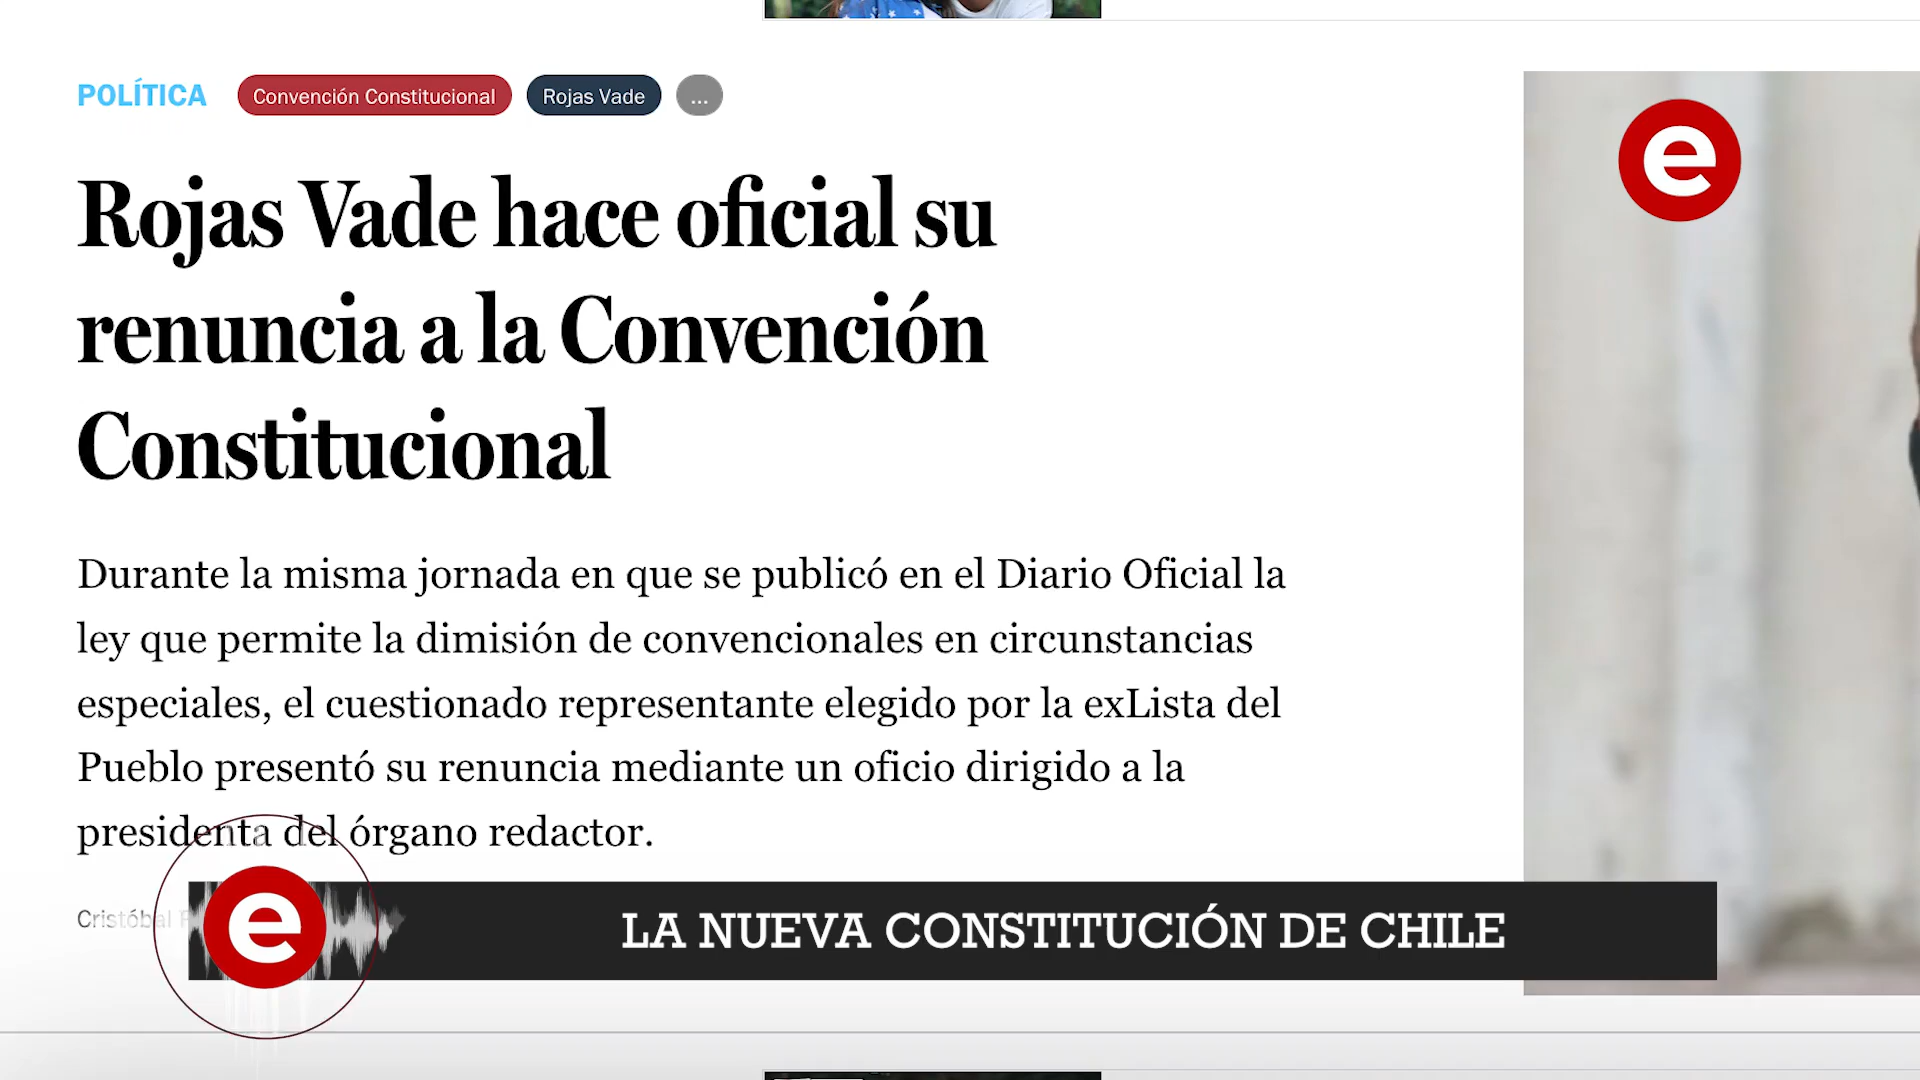 POLÍTICA Convención Constitucional Rojas Vade ...
e
Rojas Vade hace oficial su
renuncia a la Convención
Constitucional
Durante la misma jornada en que se publicó en el Diario Oficial la
ley que permite la dimisión de convencionales en circunstancias
especiales, el cuestionado representante elegido por la exLista del
Pueblo presentó su renuncia mediante un oficio dirigido a la
presidenta del órgano redactor.
Cristóbal
e
LA NUEVA CONSTITUCIÓN DE CHILE